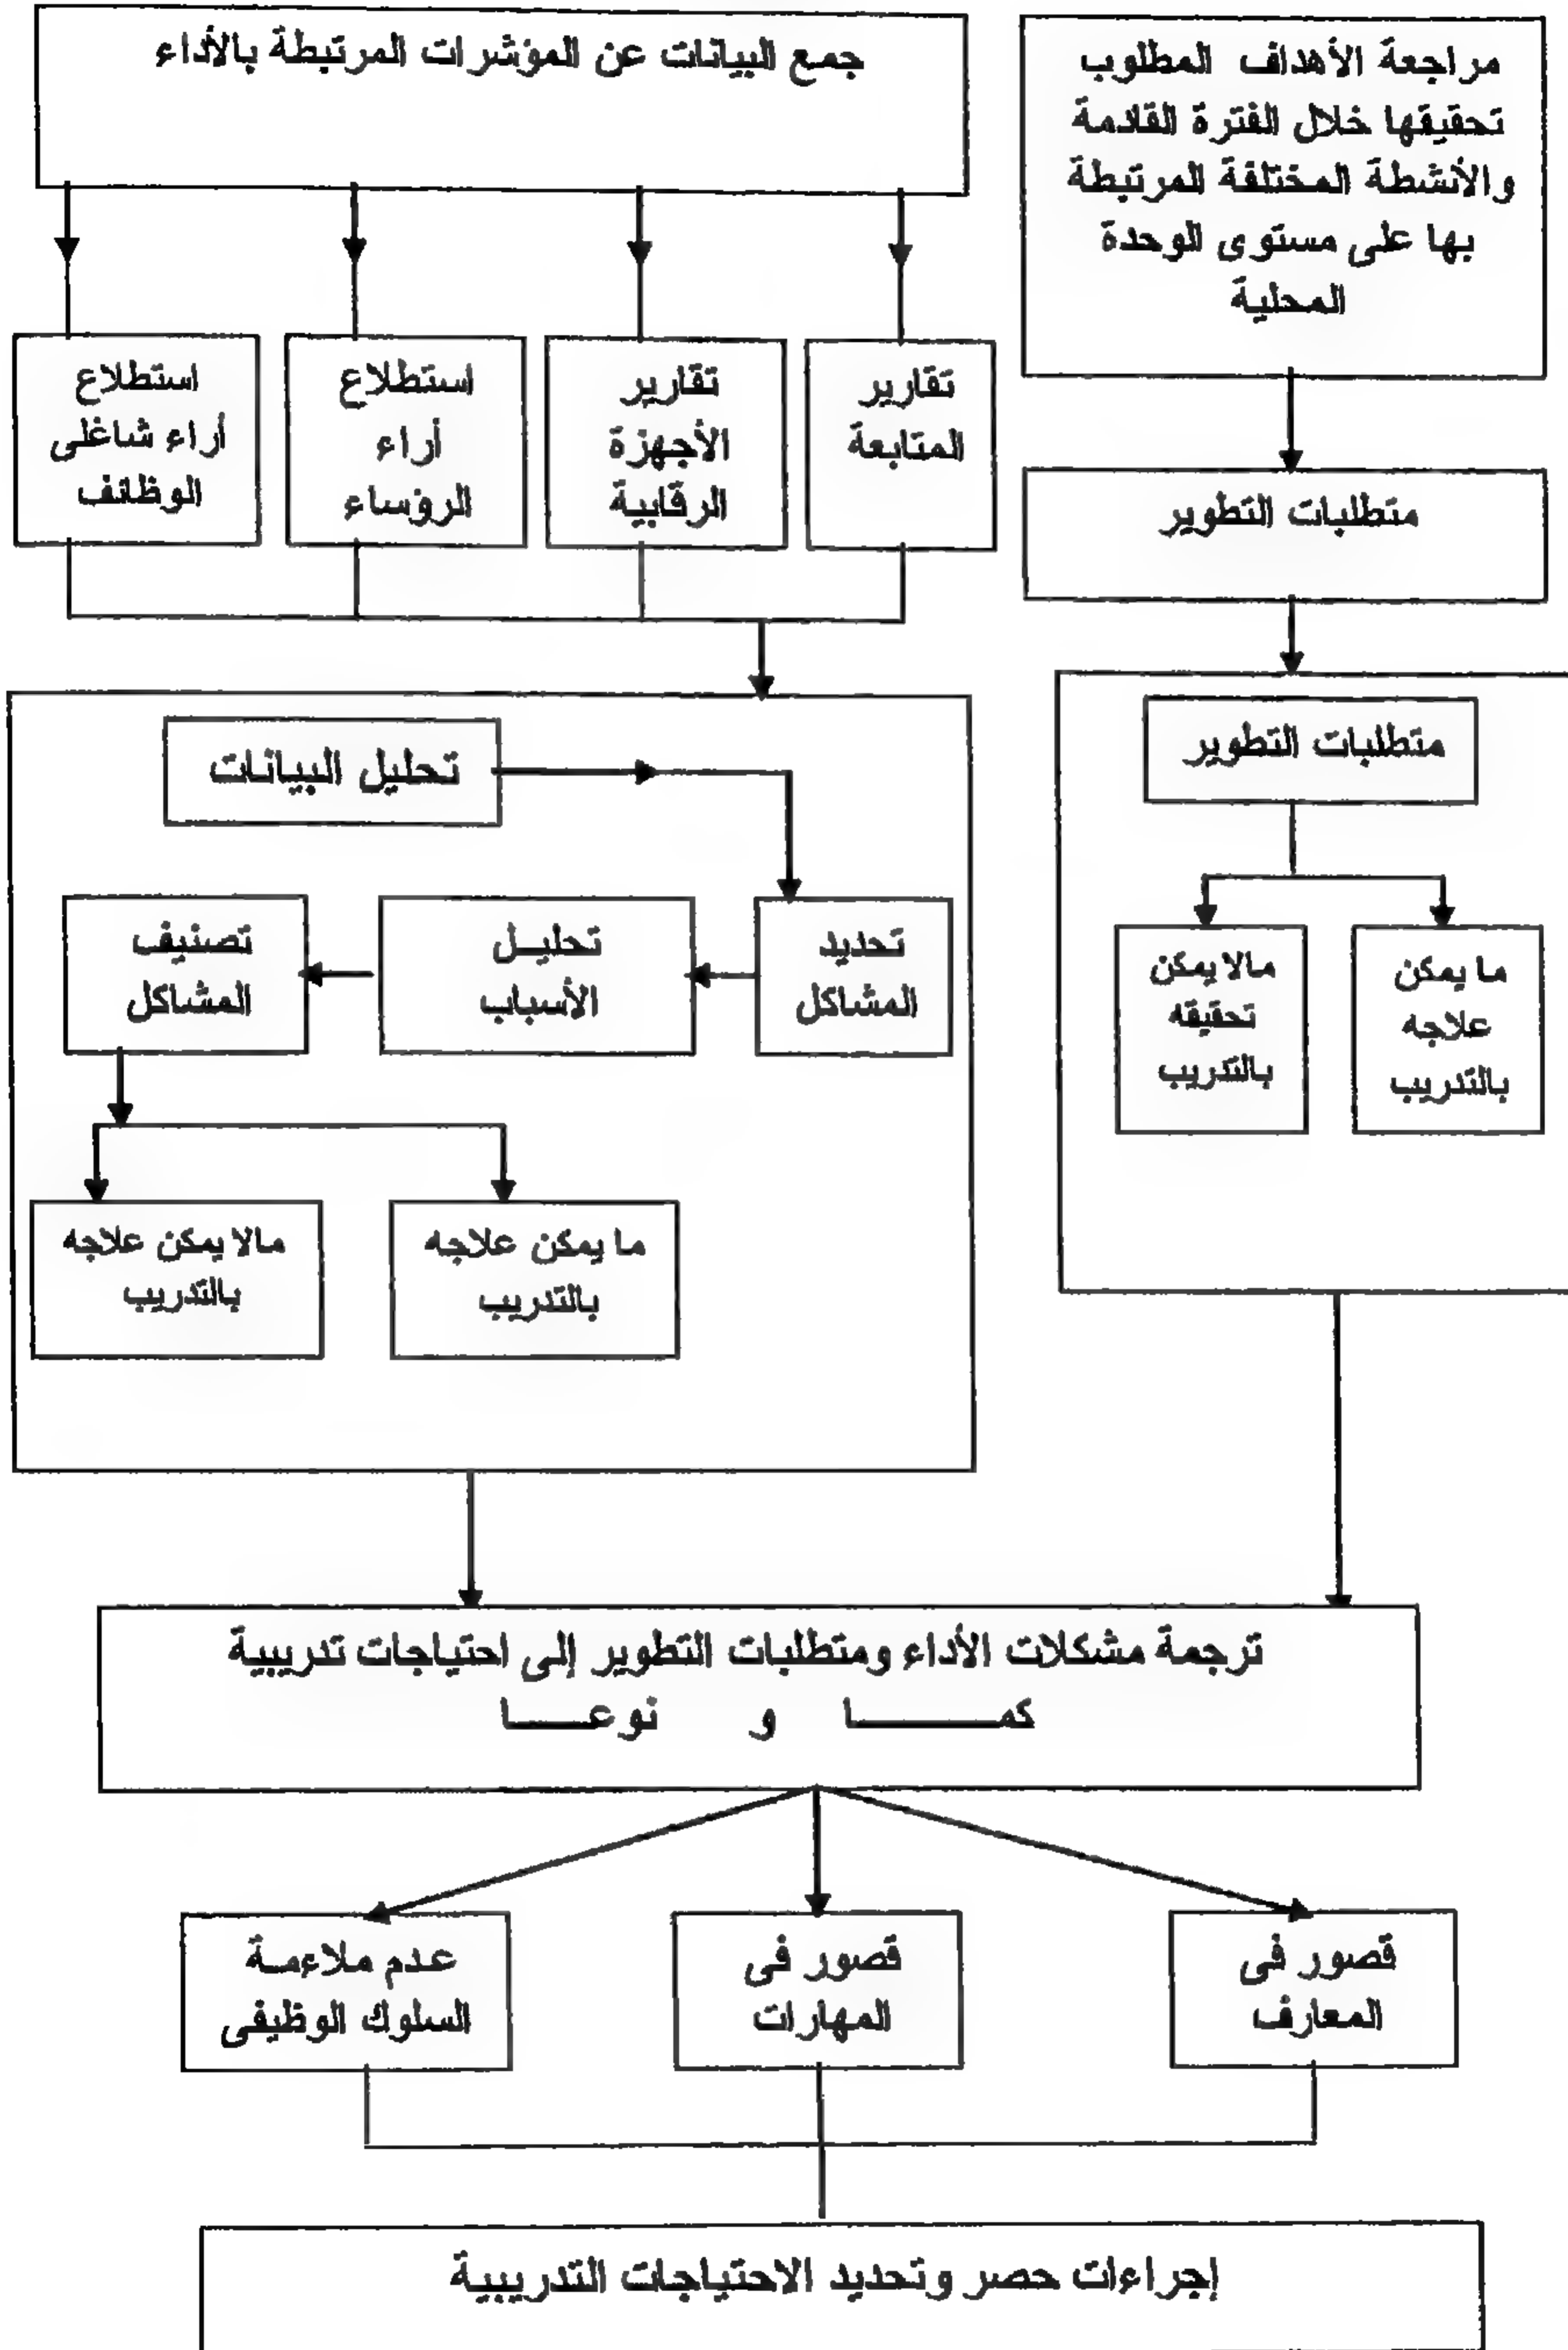 مراجعة الأهداف المطلوب
تحقيقها خلال الفترة القادمة
والأنشطة المختلفة المرتبطة
بها على مستوى الوحدة
المحلية
جمع البيانات عن المؤشرات المرتبطة بالأداء
تقارير
المتابعة
تقارير
الأجهزة
الرقابية
استطلاع
أراء
الرؤساء
استطلاع
أراء شاغلى
الوظائف
متطلبات التطوير
متطلبات التطوير
ما يمكن
علاجه
بالتدريب
مالا يمكن
تحقيقه
بالتدريب
تحليل البيانات
تحديد
المشاكل
تحليل
الأسباب
تصنيف
المشاكل
ما يمكن علاجه
بالتدريب
مالا يمكن علاجه
بالتدريب
ترجمة مشكلات الأداء ومتطلبات التطوير إلى احتياجات تدريبية
كمـــــــا و نوعـــــا
قصور فى
المعارف
قصور فى
المهارات
عدم ملاءمة
السلوك الوظيفى
إجراءات حصر وتحديد الاحتياجات التدريبية